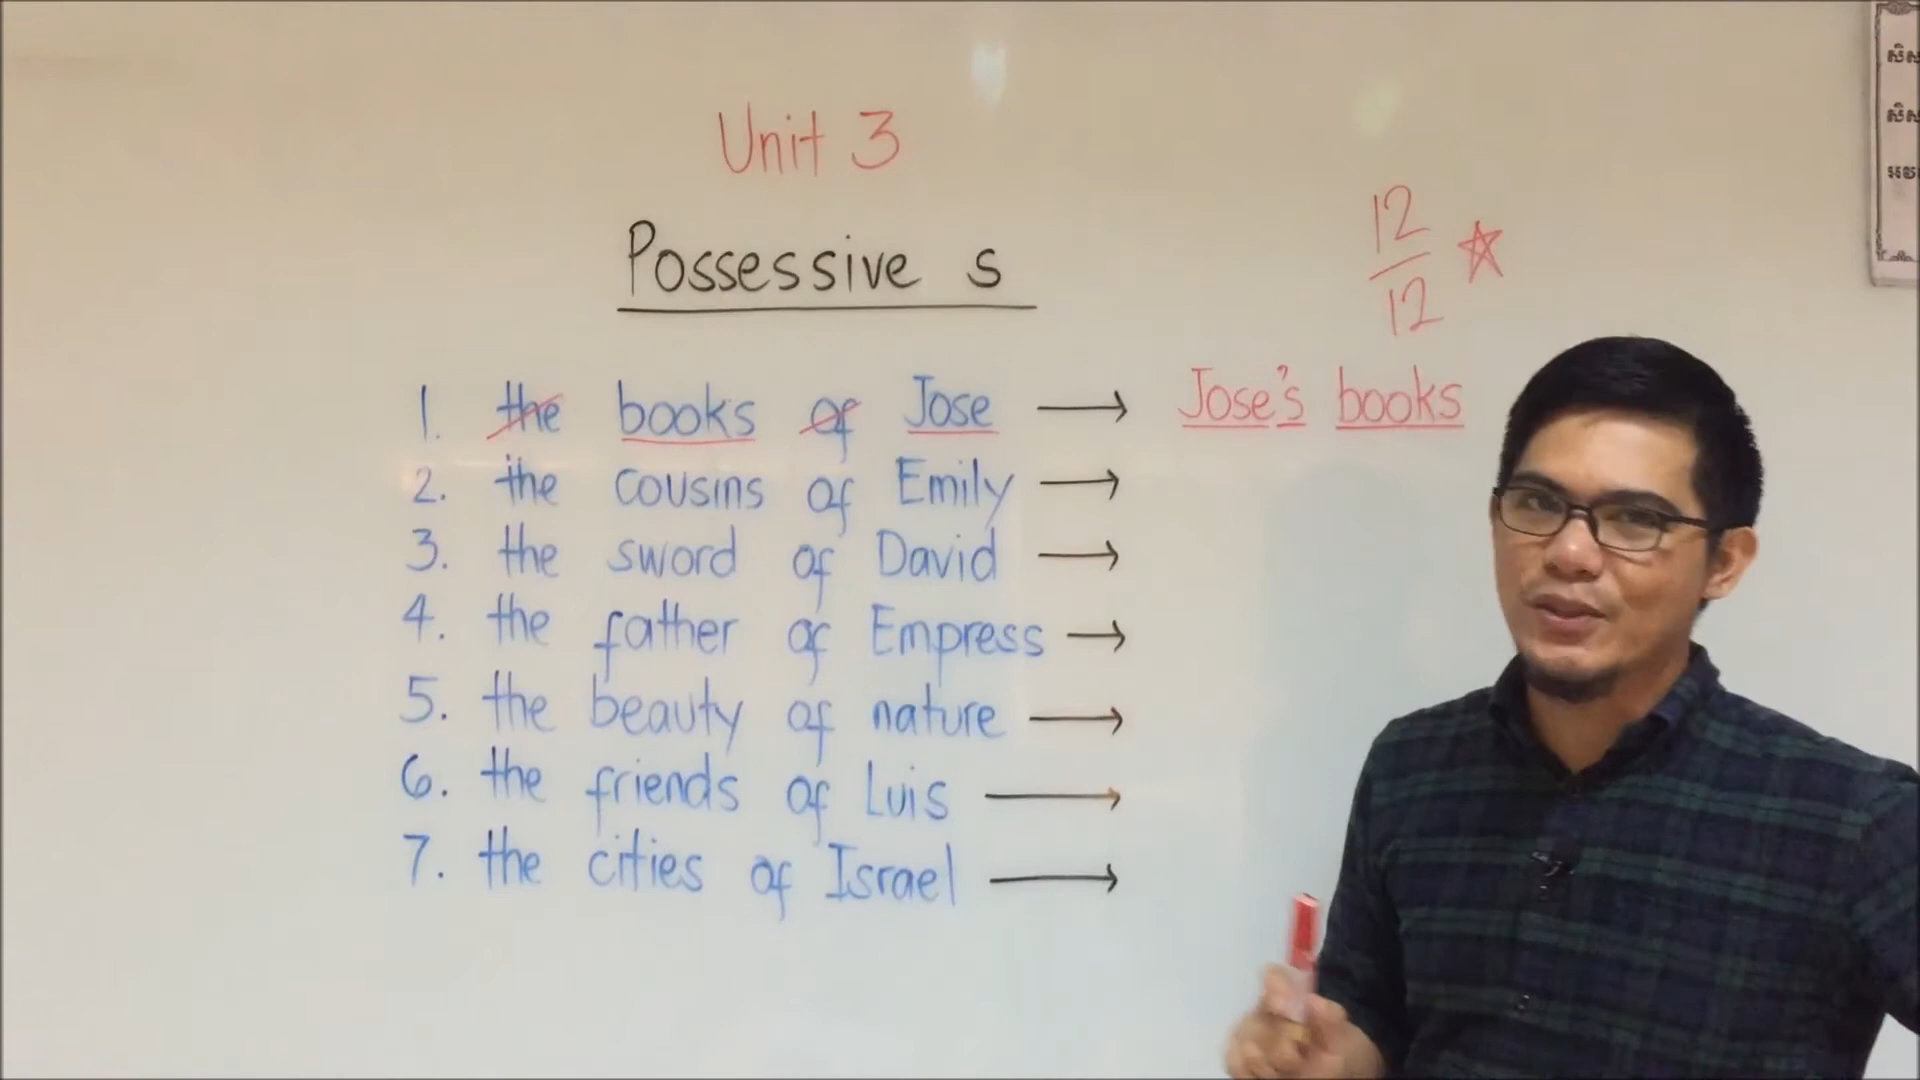 Unit 3
Possessive s
12
12
1. the books of Jose → Jose's books
2. the cousins of Emily →
3. the sword of David →
4. the father of Empress →
5. the beauty of nature →
6. the friends of Luis →
7. the cities of Israel →